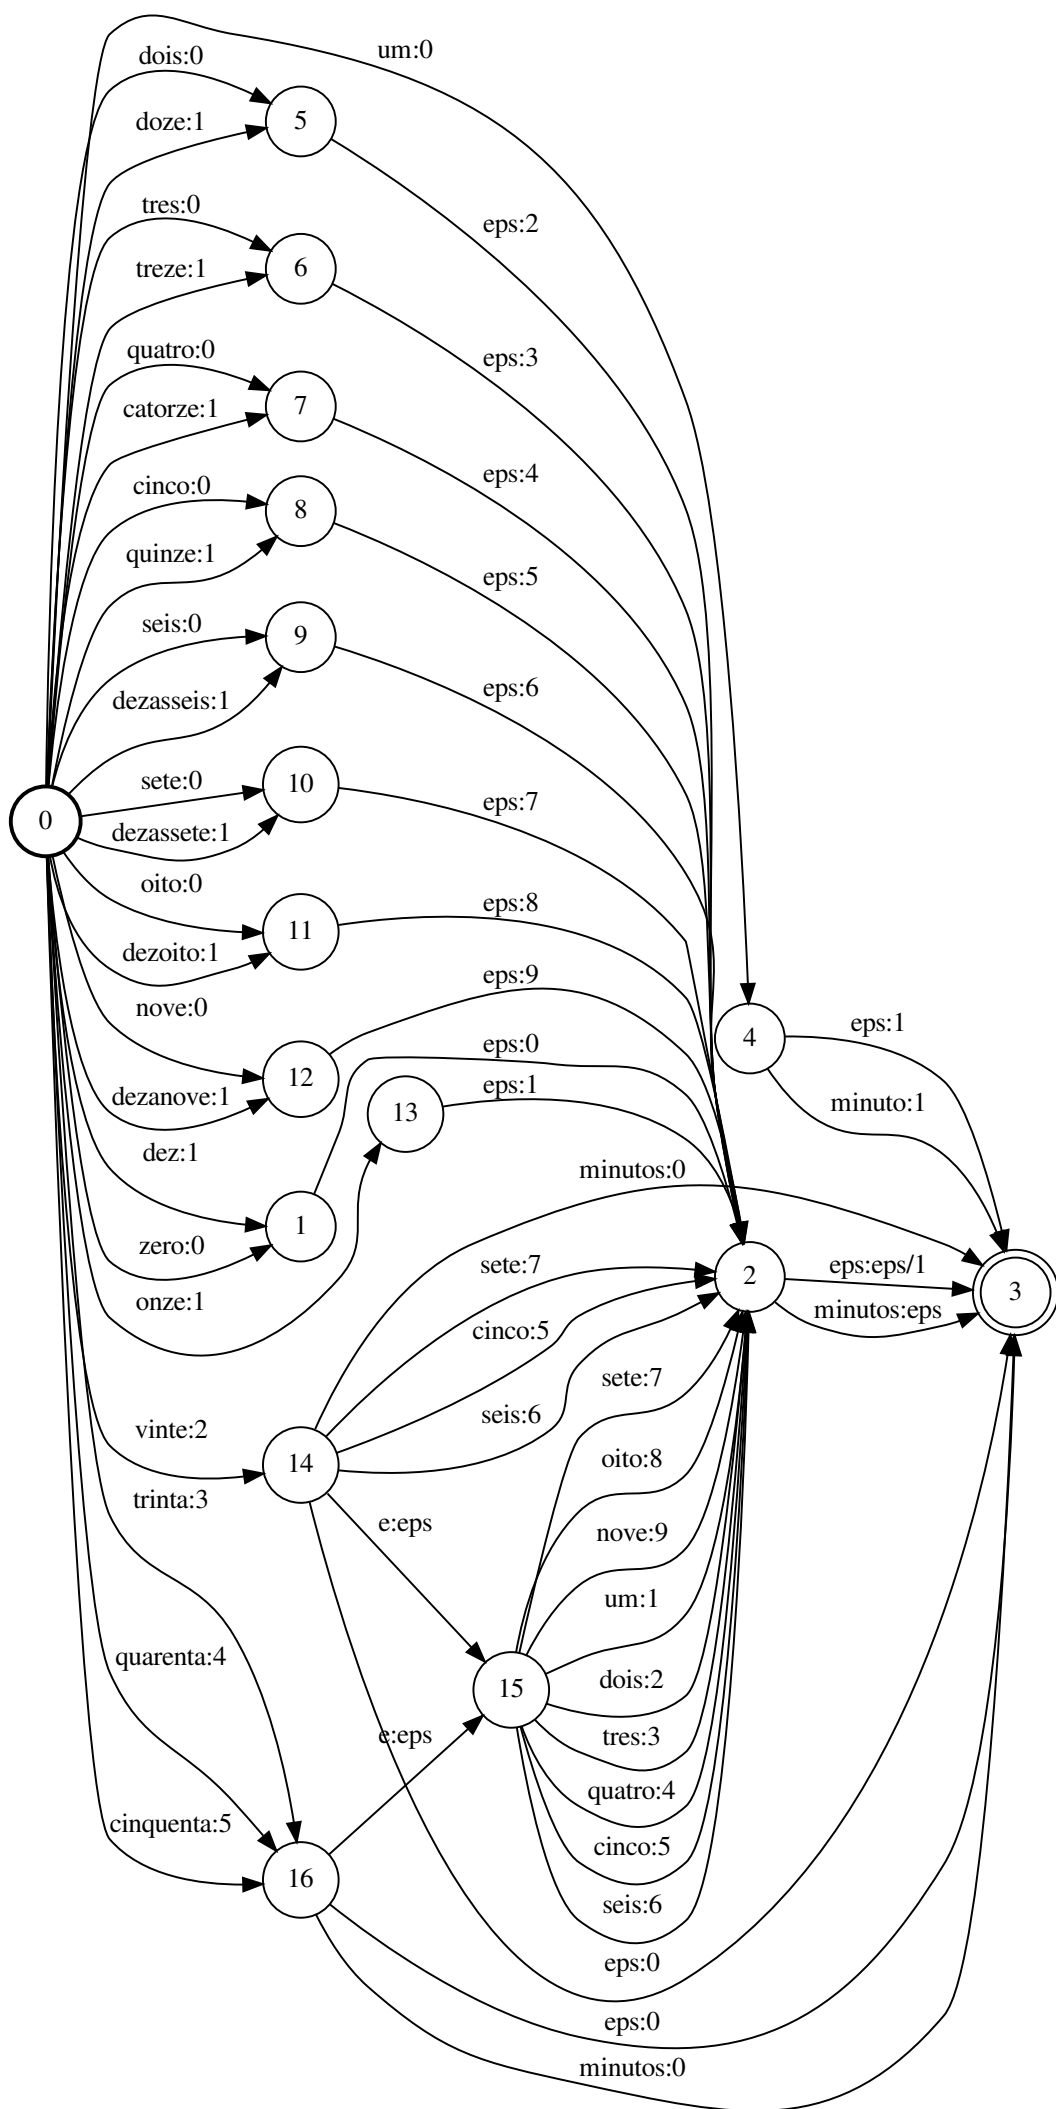 um:0
dois:0
5
doze:1
tres:0
eps:2
6
treze:1
quatro:0
eps:3
7
catorze:1
eps:4
cinco:0
8
quinze:1
eps:5
seis:0
9
dezasseis:1
eps:6
sete:0
10
eps:7
0
dezassete:1
oito:0
11
eps:8
dezoito:1
eps:9
nove:0
4
eps:1
eps:0
12
dezanove:1
13
eps:1
minuto:1
dez:1
minutos:0
1
zero:0
sete:7
2
eps:eps/1
3
onze:1
minutos:eps
cinco:5
sete:7
seis:6
vinte:2
14
oito:8
trinta:3
e:eps
nove:9
um:1
quarenta:4
15
dois:2
e:eps
tres:3
quatro:4
cinquenta:5
cinco:5
16
seis:6
eps:0
eps:0
minutos:0